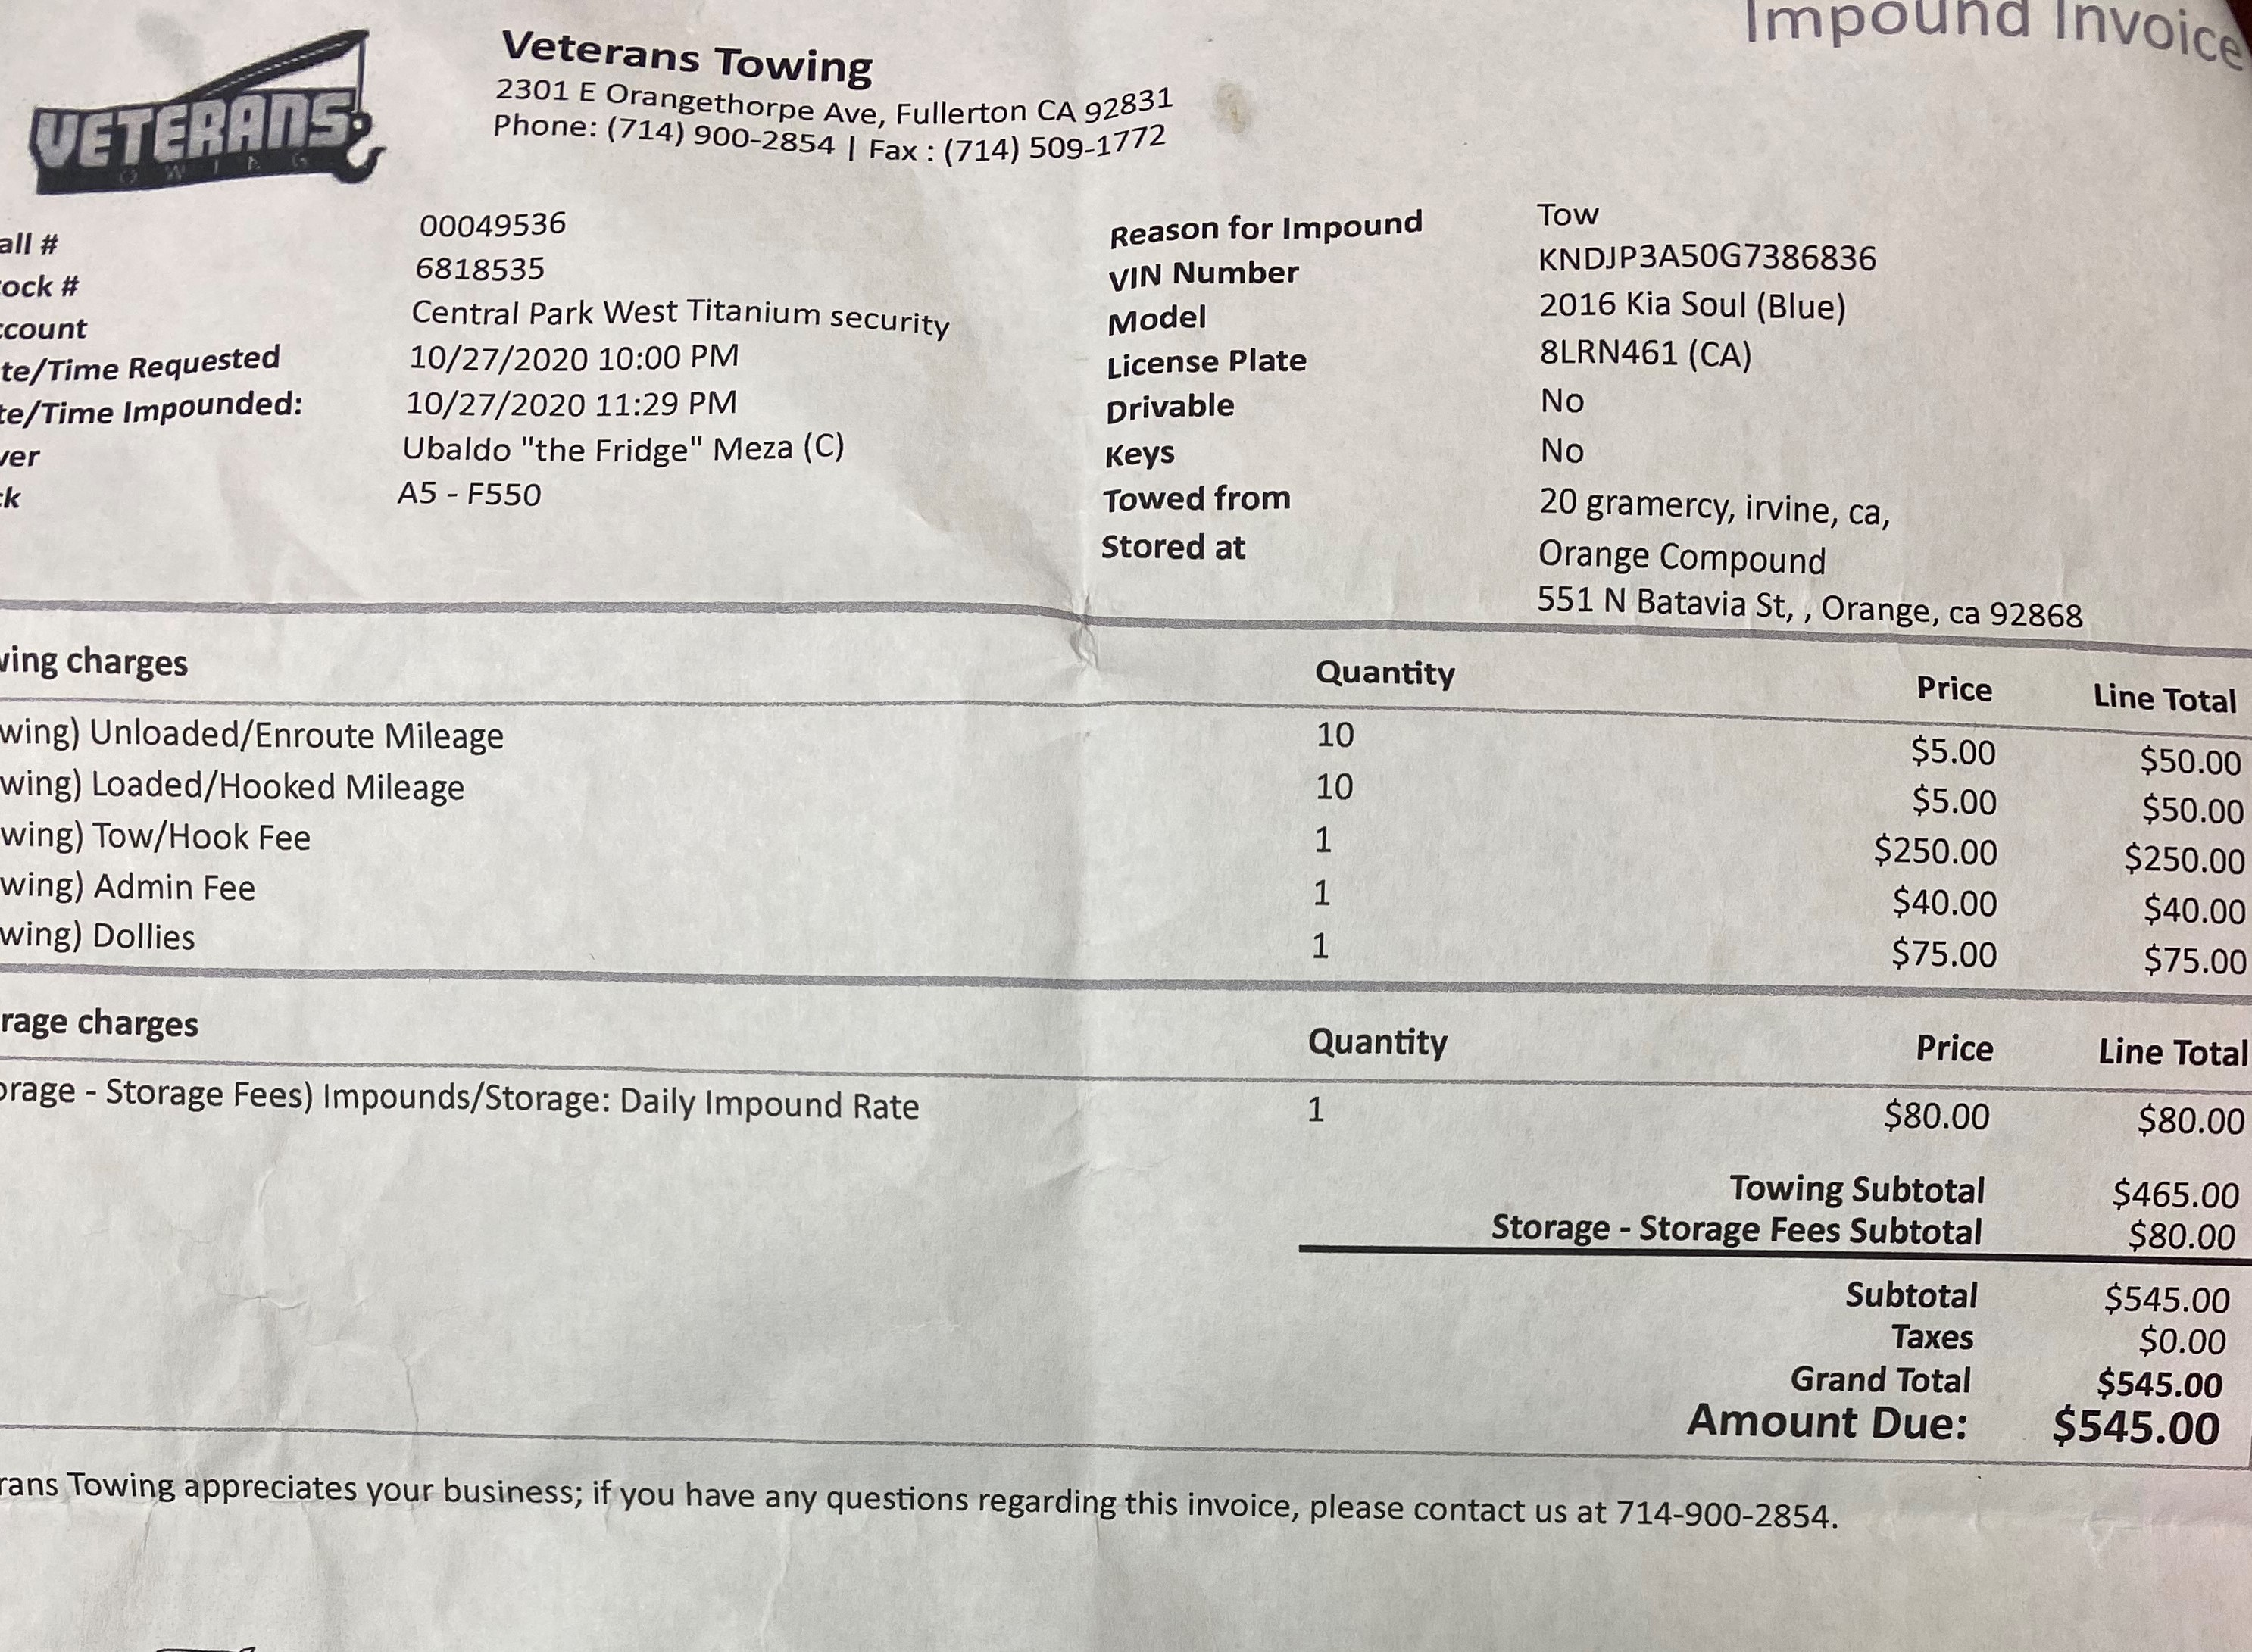 Impound Invoice
VETERANS
O W I N G
Veterans Towing
2301 E Orangethorpe Ave, Fullerton CA 92831
Phone: (714) 900-2854 | Fax : (714) 509-1772
all # 00049536
ock # 6818535
ccount Central Park West Titanium security
te/Time Requested 10/27/2020 10:00 PM
te/Time Impounded: 10/27/2020 11:29 PM
ver Ubaldo "the Fridge" Meza (C)
ck A5 - F550
Reason for Impound Tow
VIN Number KNDJP3A50G7386836
Model 2016 Kia Soul (Blue)
License Plate 8LRN461 (CA)
Drivable No
Keys No
Towed from 20 gramercy, irvine, ca,
Stored at Orange Compound
551 N Batavia St, , Orange, ca 92868
wing charges Quantity Price Line Total
wing) Unloaded/Enroute Mileage 10 $5.00 $50.00
wing) Loaded/Hooked Mileage 10 $5.00 $50.00
wing) Tow/Hook Fee 1 $250.00 $250.00
wing) Admin Fee 1 $40.00 $40.00
wing) Dollies 1 $75.00 $75.00
rage charges Quantity Price Line Total
orage - Storage Fees) Impounds/Storage: Daily Impound Rate 1 $80.00 $80.00
Towing Subtotal $465.00
Storage - Storage Fees Subtotal $80.00
Subtotal $545.00
Taxes $0.00
Grand Total $545.00
Amount Due: $545.00
rans Towing appreciates your business; if you have any questions regarding this invoice, please contact us at 714-900-2854.